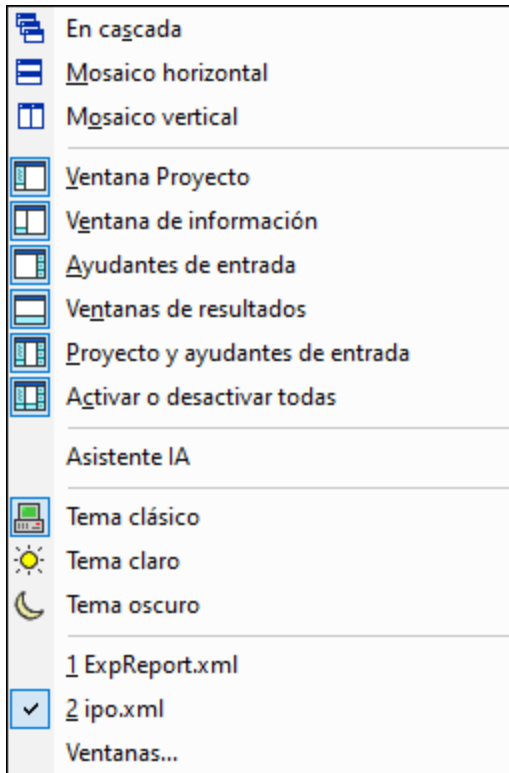 En cascada
Mosaico horizontal
Mosaico vertical
Ventana Proyecto
Ventana de información
Ayudantes de entrada
Ventanas de resultados
Proyecto y ayudantes de entrada
Activar o desactivar todas
Asistente IA
Tema clásico
Tema claro
Tema oscuro
1 ExpReport.xml
2 ipo.xml
Ventanas...